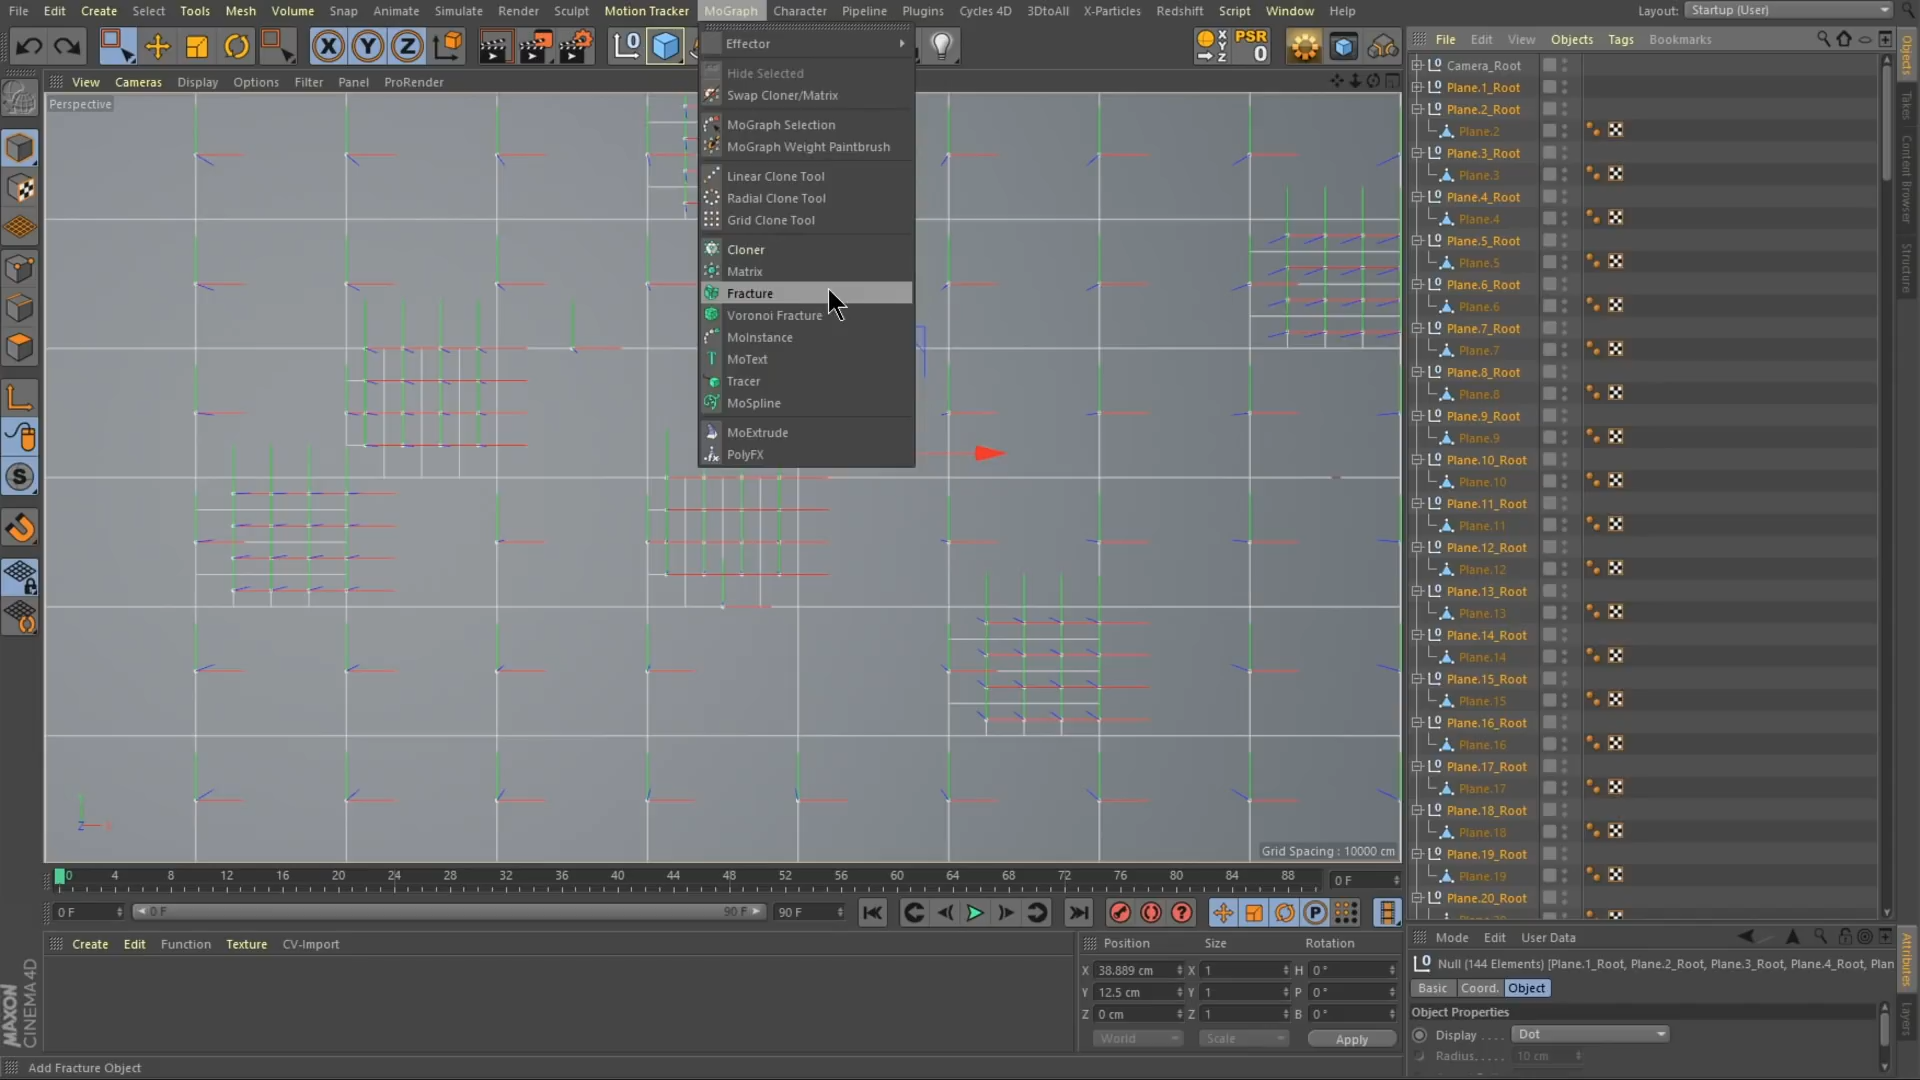 File Edit Create Select Tools Mesh Volume Snap Animate Simulate Render Sculpt Motion Tracker MoGraph Character Pipeline Plugins Cycles 4D 3DtoAll X-Particles Redshift Script Window Help
Layout: Startup (User)
X Y Z
PSR
0
File Edit View Objects Tags Bookmarks
View Cameras Display Options Filter Panel ProRender
Perspective
Effector
Hide Selected
Swap Cloner/Matrix
MoGraph Selection
MoGraph Weight Paintbrush
Linear Clone Tool
Radial Clone Tool
Grid Clone Tool
Cloner
Matrix
Fracture
Voronoi Fracture
MoInstance
MoText
Tracer
MoSpline
MoExtrude
PolyFX
Camera_Root
Plane.1_Root
Plane.2_Root
Plane.2
Plane.3_Root
Plane.3
Plane.4_Root
Plane.4
Plane.5_Root
Plane.5
Plane.6_Root
Plane.6
Plane.7_Root
Plane.7
Plane.8_Root
Plane.8
Plane.9_Root
Plane.9
Plane.10_Root
Plane.10
Plane.11_Root
Plane.11
Plane.12_Root
Plane.12
Plane.13_Root
Plane.13
Plane.14_Root
Plane.14
Plane.15_Root
Plane.15
Plane.16_Root
Plane.16
Plane.17_Root
Plane.17
Plane.18_Root
Plane.18
Plane.19_Root
Plane.19
Plane.20_Root
Objects
Takes
Content Browser
Structure
Grid Spacing : 10000 cm
0 4 8 12 16 20 24 28 32 36 40 44 48 52 56 60 64 68 72 76 80 84 88 0 F
0 F 0 F 90 F 90 F
Create Edit Function Texture CV-Import
Position Size Rotation
X 38.889 cm X 1 H 0 °
Y 12.5 cm Y 1 P 0 °
Z 0 cm Z 1 B 0 °
World Scale Apply
Mode Edit User Data
Null (144 Elements) [Plane.1_Root, Plane.2_Root, Plane.3_Root, Plane.4_Root, Plan
Basic Coord. Object
Object Properties
Display . . . . Dot
Radius. . . . . 10 cm
Attributes
Layers
MAXON
CINEMA 4D
Add Fracture Object